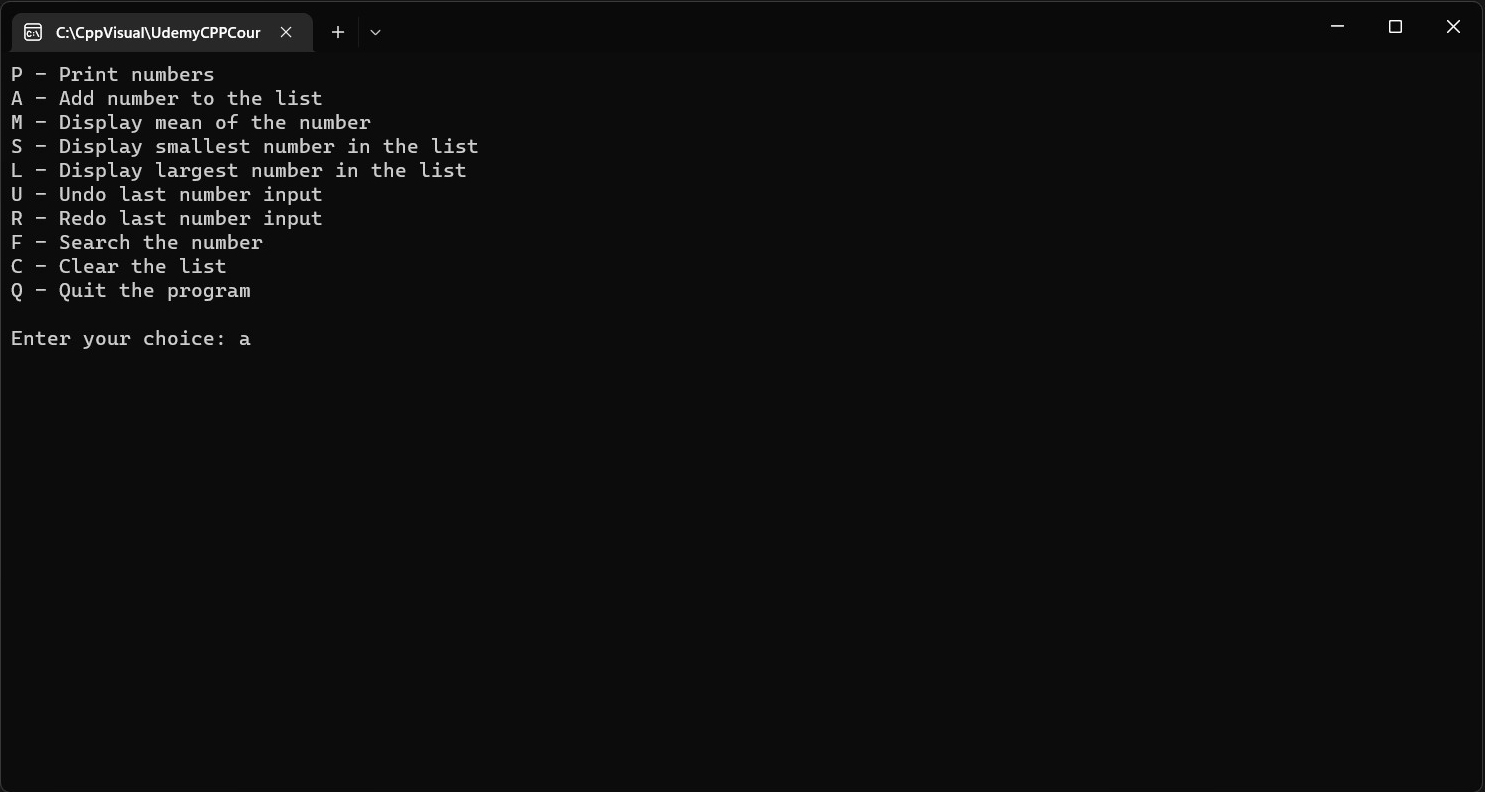 C:\CppVisual\UdemyCPPCour
P - Print numbers
A - Add number to the list
M - Display mean of the number
S - Display smallest number in the list
L - Display largest number in the list
U - Undo last number input
R - Redo last number input
F - Search the number
C - Clear the list
Q - Quit the program
Enter your choice: a